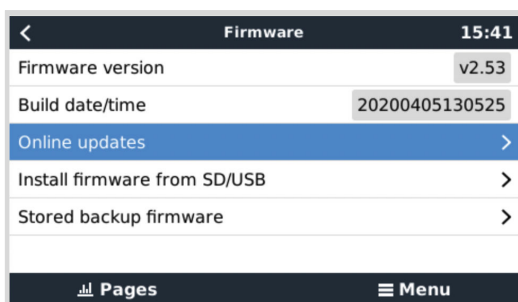 Firmware 15:41
Firmware version v2.53
Build date/time 20200405130525
Online updates
Install firmware from SD/USB
Stored backup firmware
Pages Menu